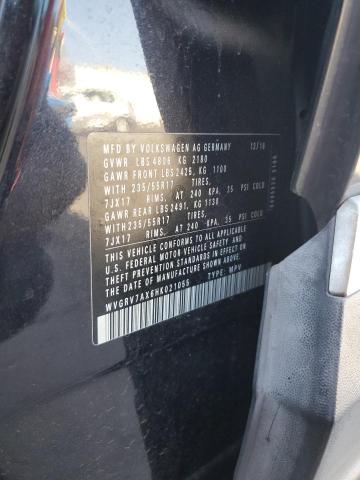 MFD BY VOLKSWAGEN AG GERMANY 12/16
GVWR LBS 4806 KG 2180
GAWR FRONT LBS 2426, KG 1100
WITH 235/55R17 TIRES,
7JX17 RIMS, AT 240 KPA, 35 PSI COLD
GAWR REAR LBS 2491, KG 1130
WITH 235/55R17 TIRES,
7JX17 RIMS, AT 240 KPA, 35 PSI COLD
THIS VEHICLE CONFORMS TO ALL APPLICABLE
U.S. FEDERAL MOTOR VEHICLE SAFETY, BUMPER AND
THEFT PREVENTION STANDARDS IN EFFECT ON THE
DATE OF MANUFACTURE SHOWN ABOVE.
WVGRV7AX6HK021055 TYPE: MPV